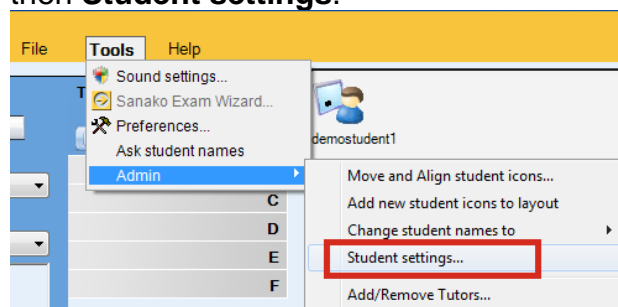 then Student settings.
File Tools Help
Sound settings...
T
Sanako Exam Wizard...
Preferences...
demostudent1
Ask student names
Admin
Move and Align student icons...
C
Add new student icons to layout
D
Change student names to
E
Student settings...
F
Add/Remove Tutors...